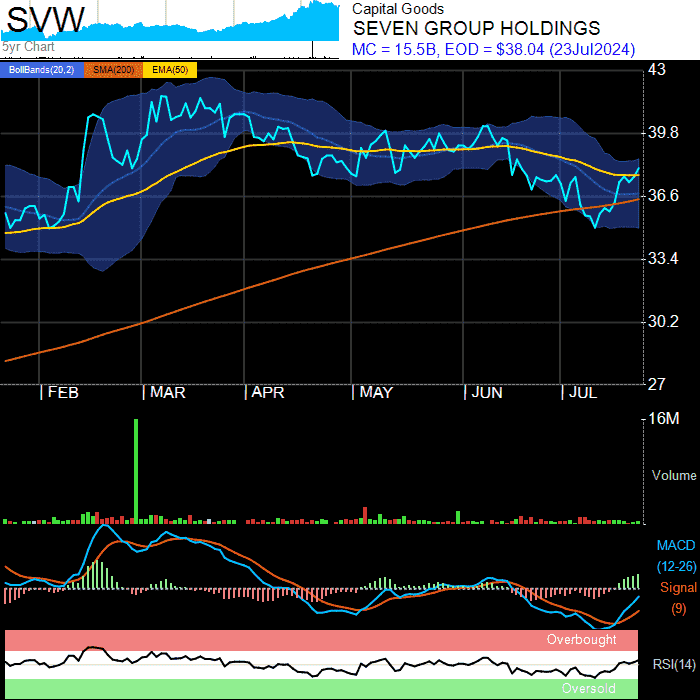 SVW
5yr Chart
Capital Goods
SEVEN GROUP HOLDINGS
MC = 15.5B, EOD = $38.04 (23Jul2024)
BollBands(20,2) SMA(200) EMA(50)
43
39.8
36.6
33.4
30.2
27
FEB MAR APR MAY JUN JUL
16M
Volume
MACD
(12-26)
Signal
(9)
Overbought
RSI(14)
Oversold